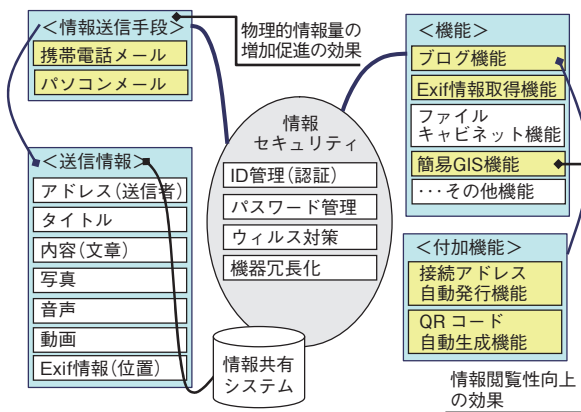 ＜情報送信手段＞
携帯電話メール
パソコンメール
物理的情報量の
増加促進の効果
＜送信情報＞
アドレス(送信者)
タイトル
内容(文章)
写真
音声
動画
Exif情報(位置)
情報
セキュリティ
ID管理(認証)
パスワード管理
ウィルス対策
機器冗長化
情報共有
システム
＜機能＞
ブログ機能
Exif情報取得機能
ファイル
キャビネット機能
簡易GIS機能
･･･その他機能
＜付加機能＞
接続アドレス
自動発行機能
QRコード
自動生成機能
情報閲覧性向上
の効果